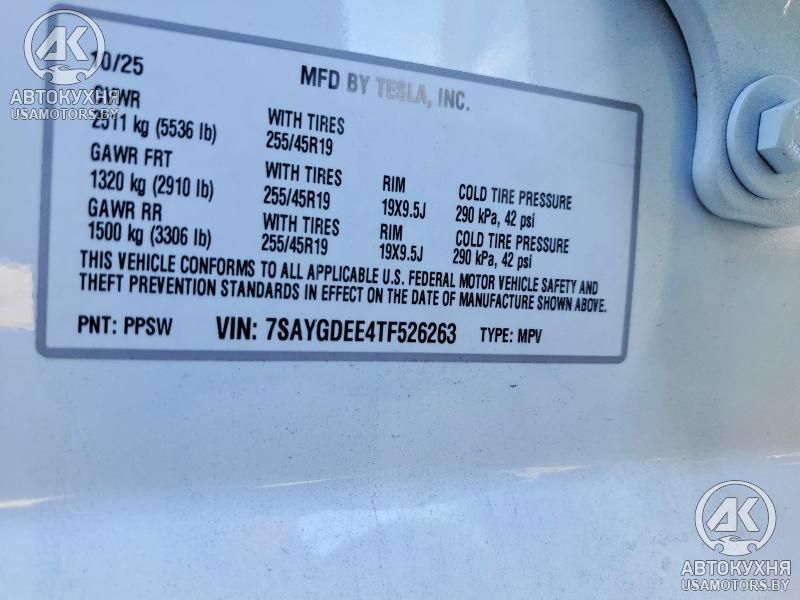 АК
АВТОКУХНЯ
USAMOTORS.BY
10/25
MFD BY TESLA, INC.
GVWR
2511 kg (5536 lb)
WITH TIRES
255/45R19
GAWR FRT
1320 kg (2910 lb)
WITH TIRES
255/45R19
RIM
19X9.5J
COLD TIRE PRESSURE
290 kPa, 42 psi
GAWR RR
1500 kg (3306 lb)
WITH TIRES
255/45R19
RIM
19X9.5J
COLD TIRE PRESSURE
290 kPa, 42 psi
THIS VEHICLE CONFORMS TO ALL APPLICABLE U.S. FEDERAL MOTOR VEHICLE SAFETY AND
THEFT PREVENTION STANDARDS IN EFFECT ON THE DATE OF MANUFACTURE SHOWN ABOVE.
PNT: PPSW VIN: 7SAYGDEE4TF526263 TYPE: MPV
АК
АВТОКУХНЯ
USAMOTORS.BY